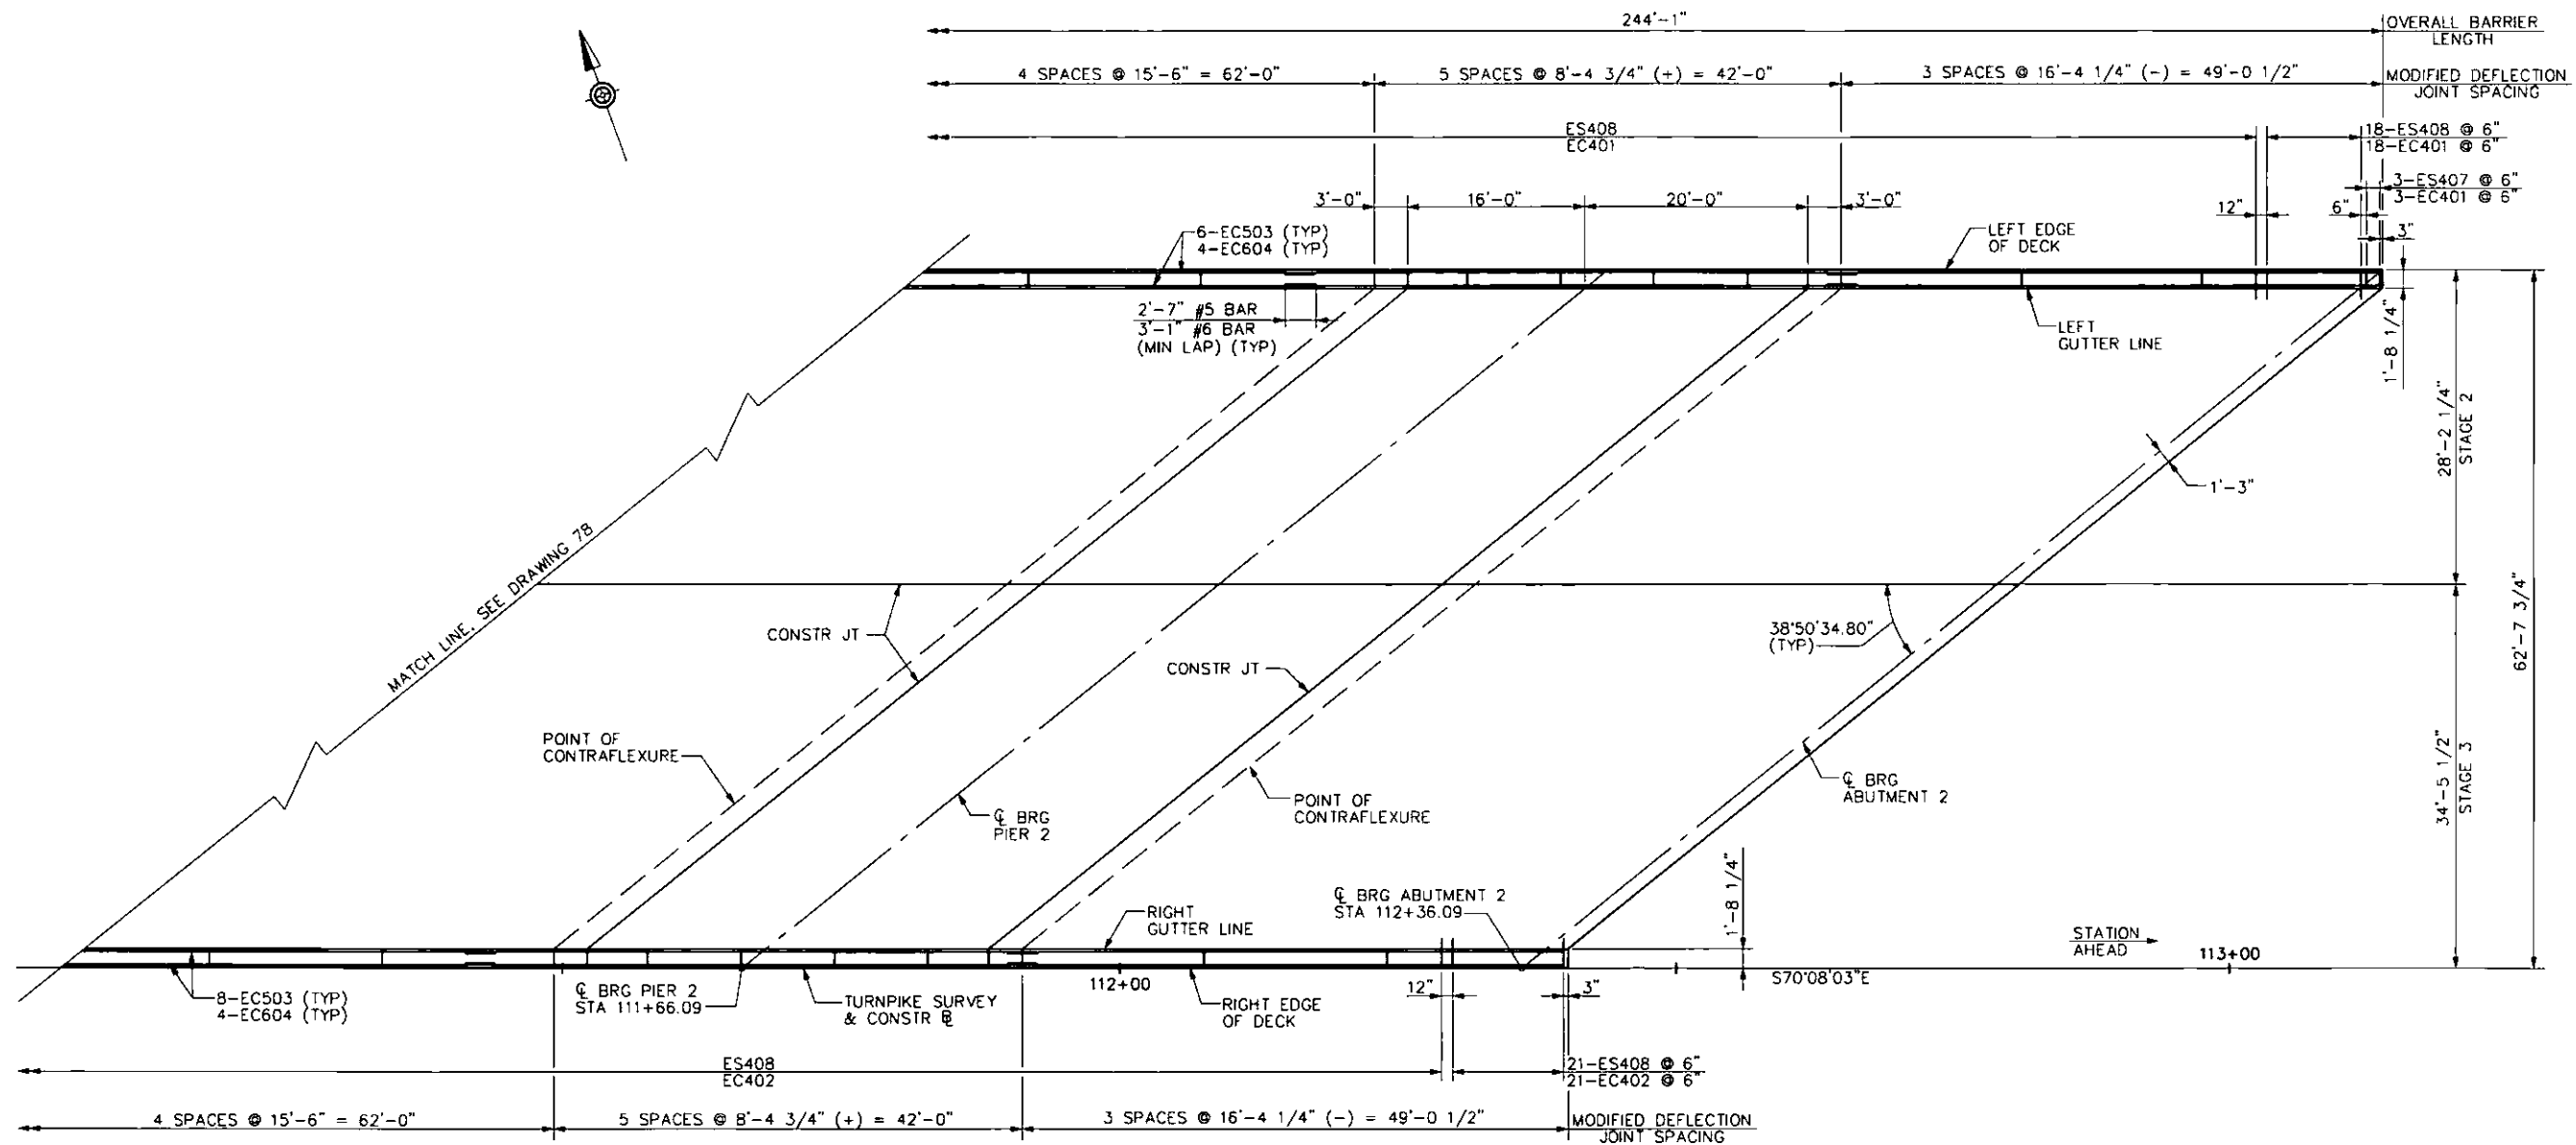 244'-1"
OVERALL BARRIER
LENGTH
4 SPACES @ 15'-6" = 62'-0"
5 SPACES @ 8'-4 3/4" (+) = 42'-0"
3 SPACES @ 16'-4 1/4" (-) = 49'-0 1/2"
MODIFIED DEFLECTION
JOINT SPACING
ES408
EC401
18-ES408 @ 6"
18-EC401 @ 6"
3-ES407 @ 6"
3-EC401 @ 6"
3'-0"
16'-0"
20'-0"
3'-0"
12"
6"
3"
6-EC503 (TYP)
4-EC604 (TYP)
LEFT EDGE
OF DECK
2'-7" #5 BAR
3'-1" #6 BAR
(MIN LAP) (TYP)
LEFT
GUTTER LINE
1'-8 1/4"
28'-2 1/4"
STAGE 2
1'-3"
MATCH LINE, SEE DRAWING 78
CONSTR JT
38°50'34.80"
(TYP)
62'-7 3/4"
CONSTR JT
POINT OF
CONTRAFLEXURE
℄ BRG
PIER 2
POINT OF
CONTRAFLEXURE
℄ BRG
ABUTMENT 2
34'-5 1/2"
STAGE 3
℄ BRG ABUTMENT 2
STA 112+36.09
1'-8 1/4"
RIGHT
GUTTER LINE
STATION
AHEAD
113+00
8-EC503 (TYP)
4-EC604 (TYP)
℄ BRG PIER 2
STA 111+66.09
TURNPIKE SURVEY
& CONSTR BL
112+00
RIGHT EDGE
OF DECK
12"
3"
S70°08'03"E
ES408
EC402
21-ES408 @ 6"
21-EC402 @ 6"
4 SPACES @ 15'-6" = 62'-0"
5 SPACES @ 8'-4 3/4" (+) = 42'-0"
3 SPACES @ 16'-4 1/4" (-) = 49'-0 1/2"
MODIFIED DEFLECTION
JOINT SPACING